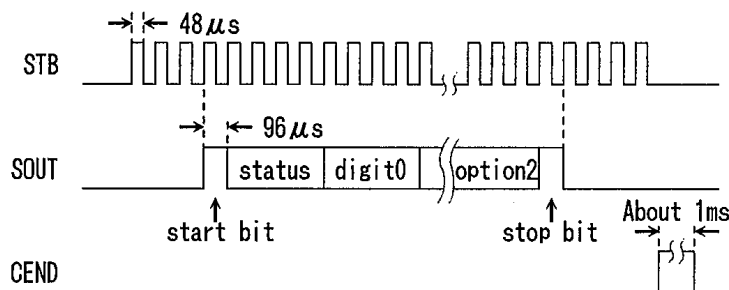 48μs
STB
96μs
SOUT
status
digit0
option2
About 1ms
start bit
stop bit
CEND